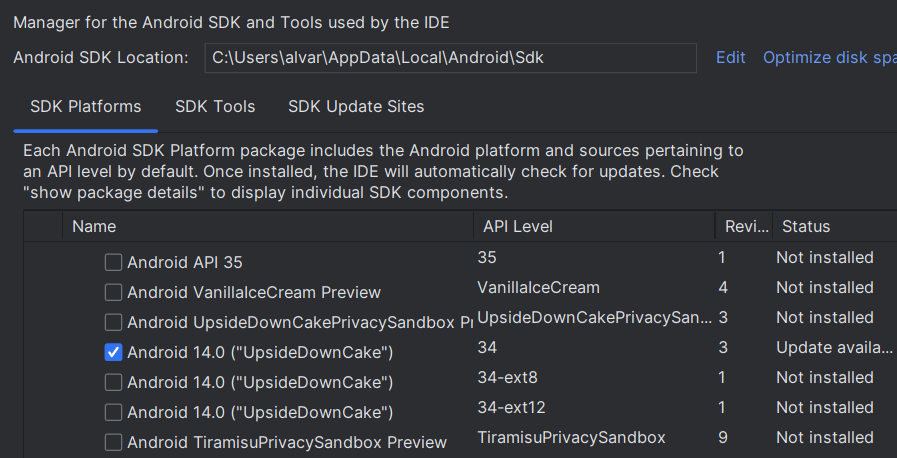 Manager for the Android SDK and Tools used by the IDE
Android SDK Location: C:\Users\alvar\AppData\Local\Android\Sdk Edit Optimize disk spa
SDK Platforms SDK Tools SDK Update Sites
Each Android SDK Platform package includes the Android platform and sources pertaining to
an API level by default. Once installed, the IDE will automatically check for updates. Check
"show package details" to display individual SDK components.
Name API Level Revi... Status
Android API 35 35 1 Not installed
Android VanillaIceCream Preview VanillaIceCream 4 Not installed
Android UpsideDownCakePrivacySandbox Pr UpsideDownCakePrivacySan... 3 Not installed
Android 14.0 ("UpsideDownCake") 34 3 Update availa...
Android 14.0 ("UpsideDownCake") 34-ext8 1 Not installed
Android 14.0 ("UpsideDownCake") 34-ext12 1 Not installed
Android TiramisuPrivacySandbox Preview TiramisuPrivacySandbox 9 Not installed